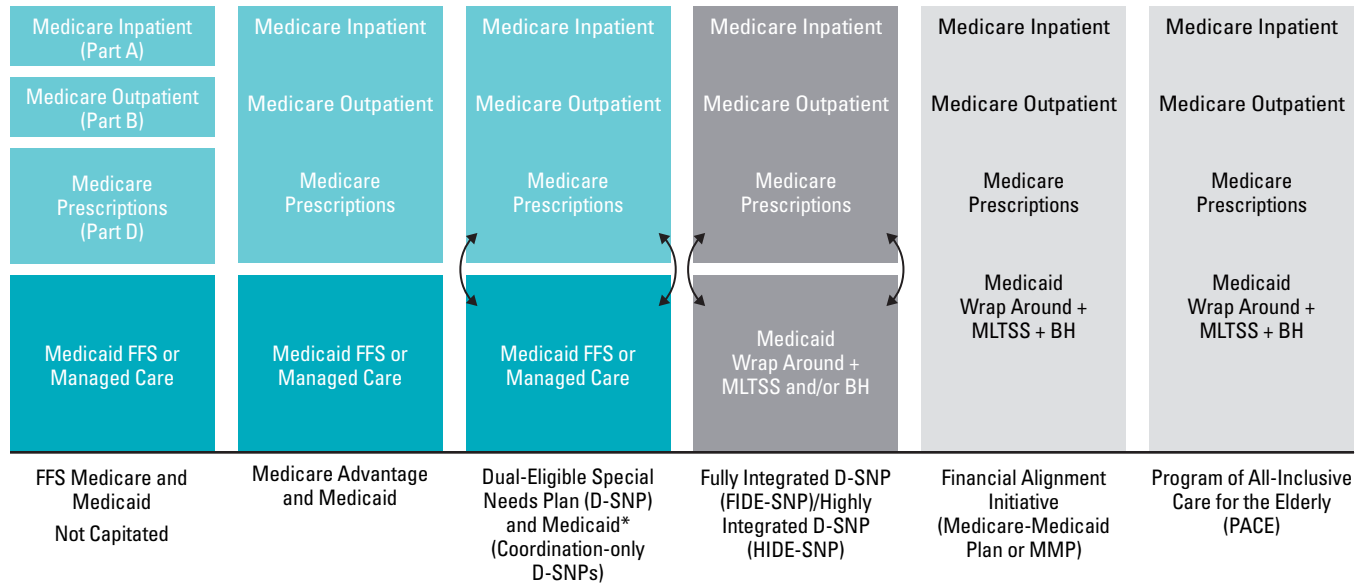 Medicare Inpatient
(Part A)
Medicare Outpatient
(Part B)
Medicare
Prescriptions
(Part D)
Medicaid FFS or
Managed Care
FFS Medicare and
Medicaid
Not Capitated
Medicare Inpatient
Medicare Outpatient
Medicare
Prescriptions
Medicaid FFS or
Managed Care
Medicare Advantage
and Medicaid
Medicare Inpatient
Medicare Outpatient
Medicare
Prescriptions
Medicaid FFS or
Managed Care
Dual-Eligible Special
Needs Plan (D-SNP)
and Medicaid*
(Coordination-only
D-SNPs)
Medicare Inpatient
Medicare Outpatient
Medicare
Prescriptions
Medicaid
Wrap Around +
MLTSS and/or BH
Fully Integrated D-SNP
(FIDE-SNP)/Highly
Integrated D-SNP
(HIDE-SNP)
Medicare Inpatient
Medicare Outpatient
Medicare
Prescriptions
Medicaid
Wrap Around +
MLTSS + BH
Financial Alignment
Initiative
(Medicare-Medicaid
Plan or MMP)
Medicare Inpatient
Medicare Outpatient
Medicare
Prescriptions
Medicaid
Wrap Around +
MLTSS + BH
Program of All-Inclusive
Care for the Elderly
(PACE)